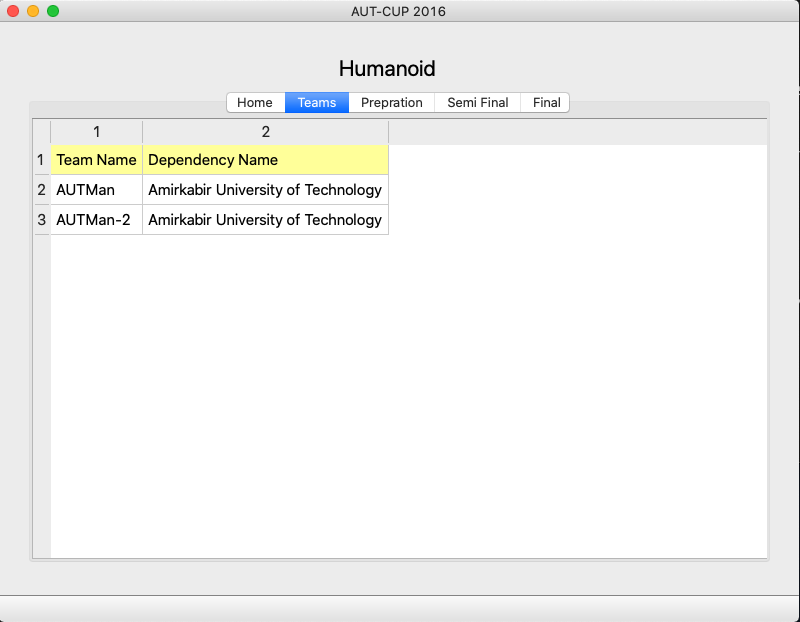 AUT-CUP 2016
Humanoid
Home Teams Prepration Semi Final Final
1 2
1 Team Name Dependency Name
2 AUTMan Amirkabir University of Technology
3 AUTMan-2 Amirkabir University of Technology